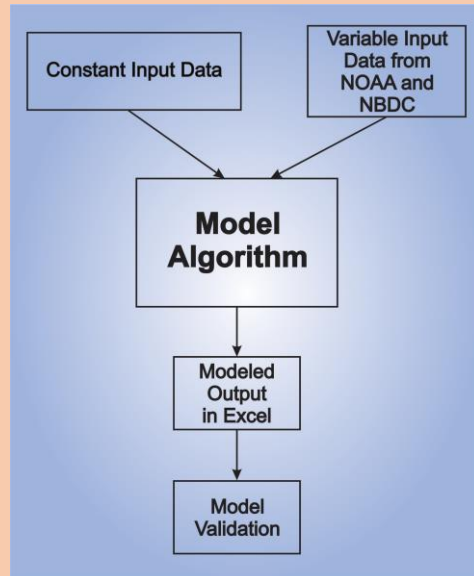 Constant Input Data
Variable Input
Data from
NOAA and
NBDC
Model
Algorithm
Modeled
Output
in Excel
Model
Validation